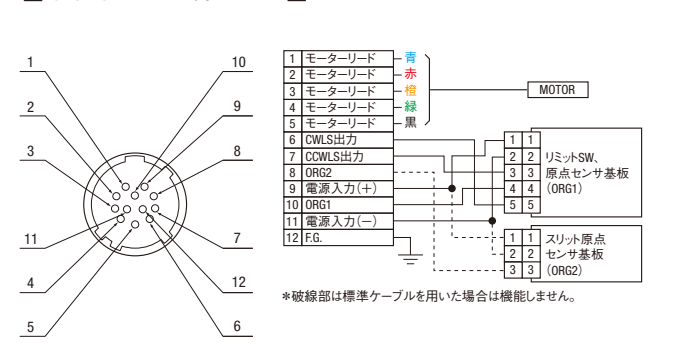 1
2
3
11
4
5
10
9
8
7
12
6
1 モーターリード 青
2 モーターリード 赤
3 モーターリード 橙
4 モーターリード 緑
5 モーターリード 黒
6 CWLS出力
7 CCWLS出力
8 ORG2
9 電源入力(+)
10 ORG1
11 電源入力(−)
12 F.G.
MOTOR
1 1
2 2
3 3
4 4
5 5
リミットSW、
原点センサ基板
(ORG1)
1 1
2 2
3 3
スリット原点
センサ基板
(ORG2)
*破線部は標準ケーブルを用いた場合は機能しません。